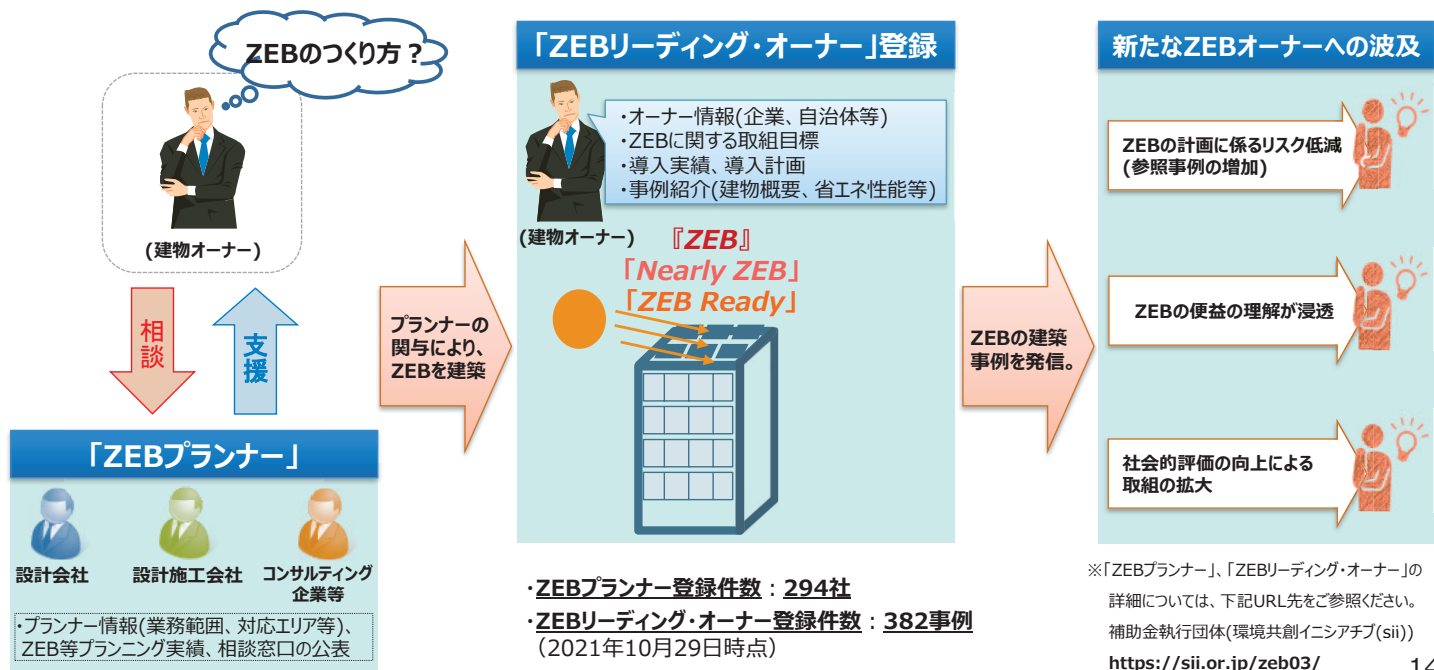 ZEBのつくり方？
(建物オーナー)
相談
支援
「ZEBプランナー」
設計会社
設計施工会社
コンサルティング
企業等
・プランナー情報(業務範囲、対応エリア等)、
ZEB等プランニング実績、相談窓口の公表
プランナーの
関与により、
ZEBを建築
「ZEBリーディング・オーナー」登録
・オーナー情報(企業、自治体等)
・ZEBに関する取組目標
・導入実績、導入計画
・事例紹介(建物概要、省エネ性能等)
(建物オーナー)
『ZEB』
「Nearly ZEB」
「ZEB Ready」
・ZEBプランナー登録件数：294社
・ZEBリーディング・オーナー登録件数：382事例
（2021年10月29日時点）
ZEBの建築
事例を発信。
新たなZEBオーナーへの波及
ZEBの計画に係るリスク低減
(参照事例の増加)
ZEBの便益の理解が浸透
社会的評価の向上による
取組の拡大
※「ZEBプランナー」、「ZEBリーディング・オーナー」の
詳細については、下記URL先をご参照ください。
補助金執行団体(環境共創イニシアチブ(sii))
https://sii.or.jp/zeb03/